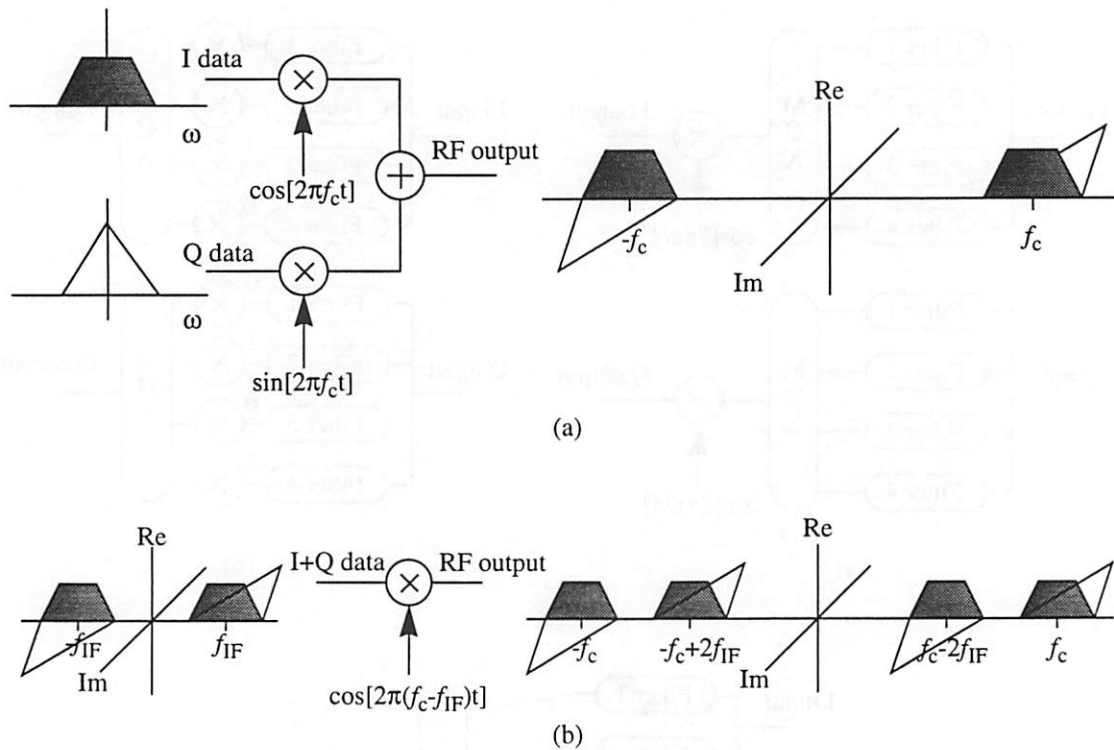 I data
ω
cos[2πf_ct]
RF output
Q data
ω
sin[2πf_ct]
Re
-f_c
f_c
Im
(a)
Re
-f_IF
f_IF
Im
I+Q data
RF output
cos[2π(f_c-f_IF)t]
Re
-f_c
-f_c+2f_IF
f_c-2f_IF
f_c
Im
(b)